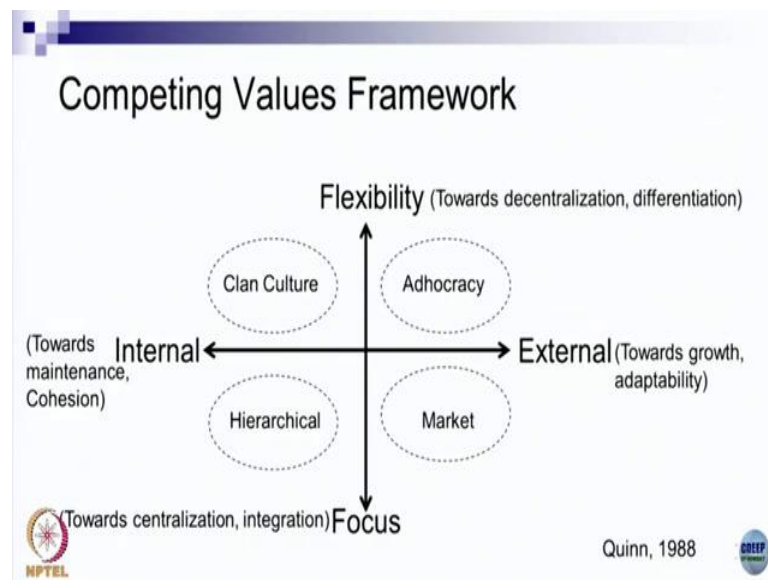 Competing Values Framework
Flexibility (Towards decentralization, differentiation)
Clan Culture
Adhocracy
(Towards
maintenance,
Cohesion)
Internal
External (Towards growth,
adaptability)
Hierarchical
Market
(Towards centralization, integration) Focus
Quinn, 1988
NPTEL
CDEEP